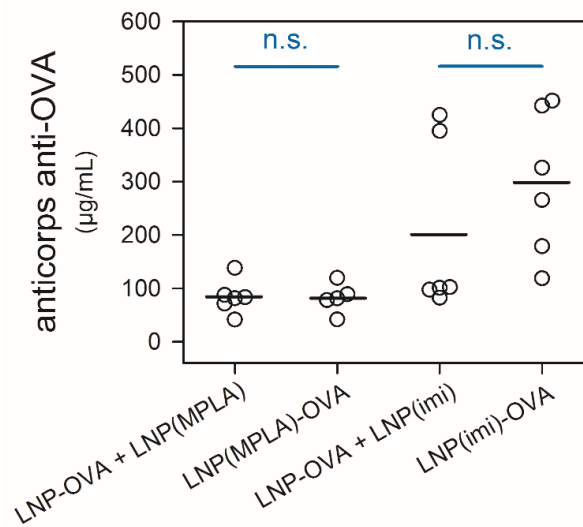 600
n.s.
n.s.
500
400
300
200
100
0
anticorps anti-OVA
(µg/mL)
LNP-OVA + LNP(MPLA)
LNP(MPLA)-OVA
LNP-OVA + LNP(imi)
LNP(imi)-OVA